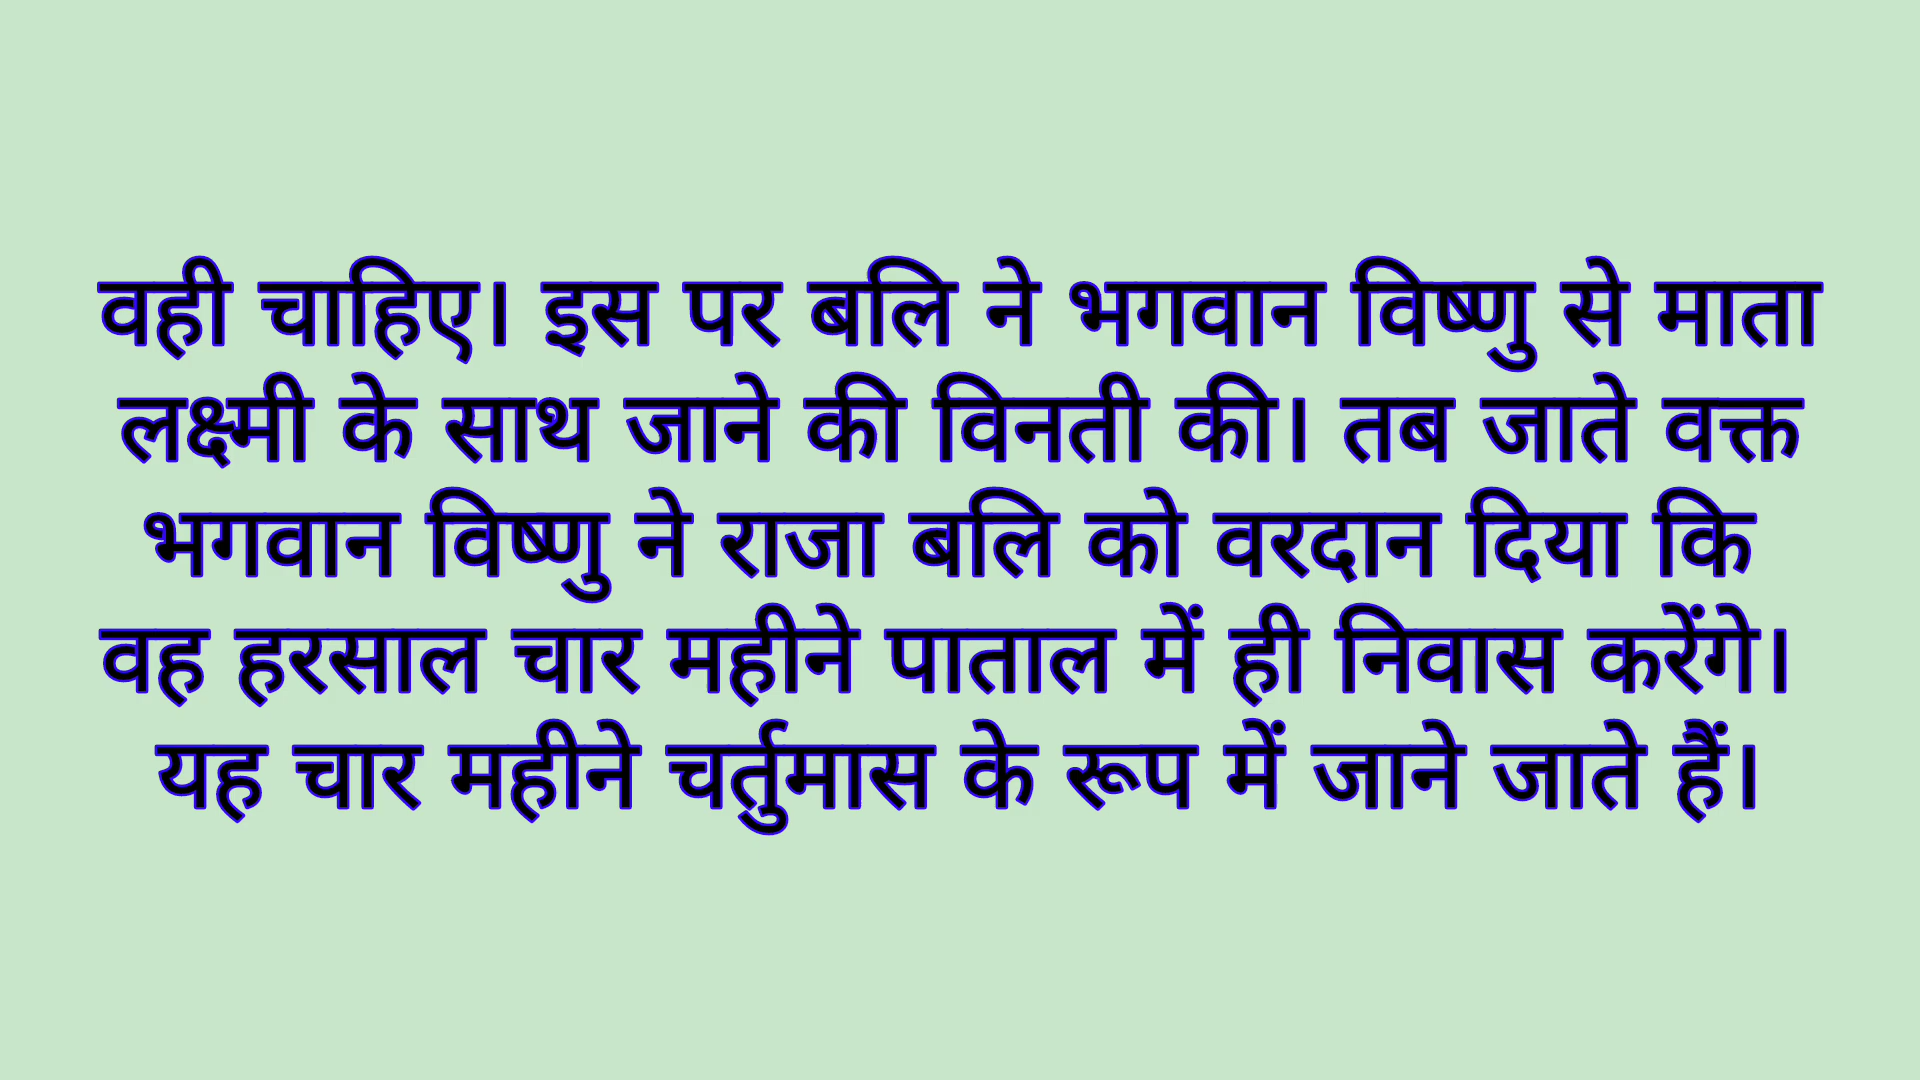 वही चाहिए। इस पर बलि ने भगवान विष्णु से माता
लक्ष्मी के साथ जाने की विनती की। तब जाते वक्त
भगवान विष्णु ने राजा बलि को वरदान दिया कि
वह हरसाल चार महीने पाताल में ही निवास करेंगे।
यह चार महीने चर्तुमास के रूप में जाने जाते हैं।